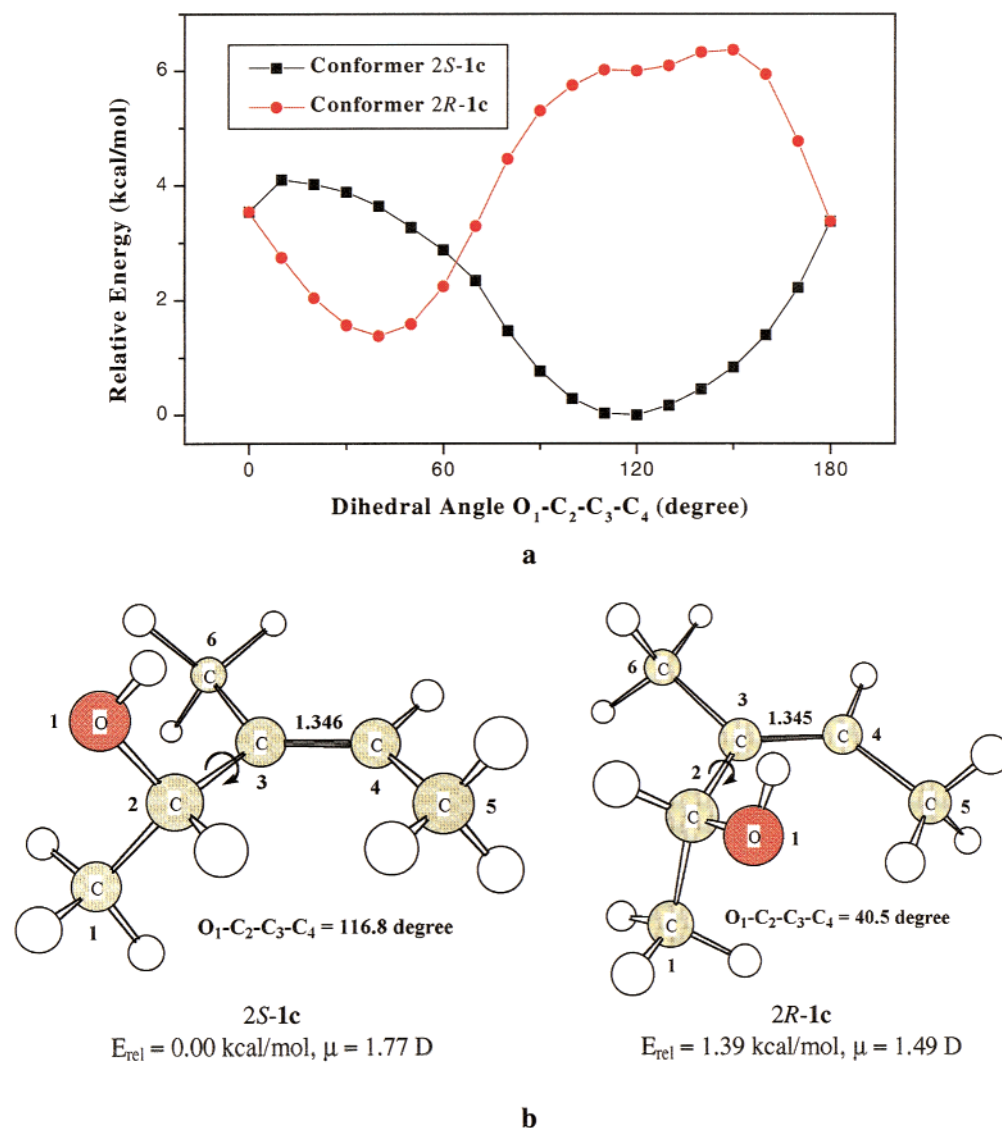 6
4
2
0
Relative Energy (kcal/mol)
Conformer 2S-1c
Conformer 2R-1c
0 60 120 180
Dihedral Angle O₁-C₂-C₃-C₄ (degree)
a
6
C
1 O
1.346
C C
3 4
2 C
C 5
C
1
O₁-C₂-C₃-C₄ = 116.8 degree
2S-1c
E_rel = 0.00 kcal/mol, μ = 1.77 D
6 C
3
1.345
C C
4
2
C
O 1
C 5
C
1
O₁-C₂-C₃-C₄ = 40.5 degree
2R-1c
E_rel = 1.39 kcal/mol, μ = 1.49 D
b